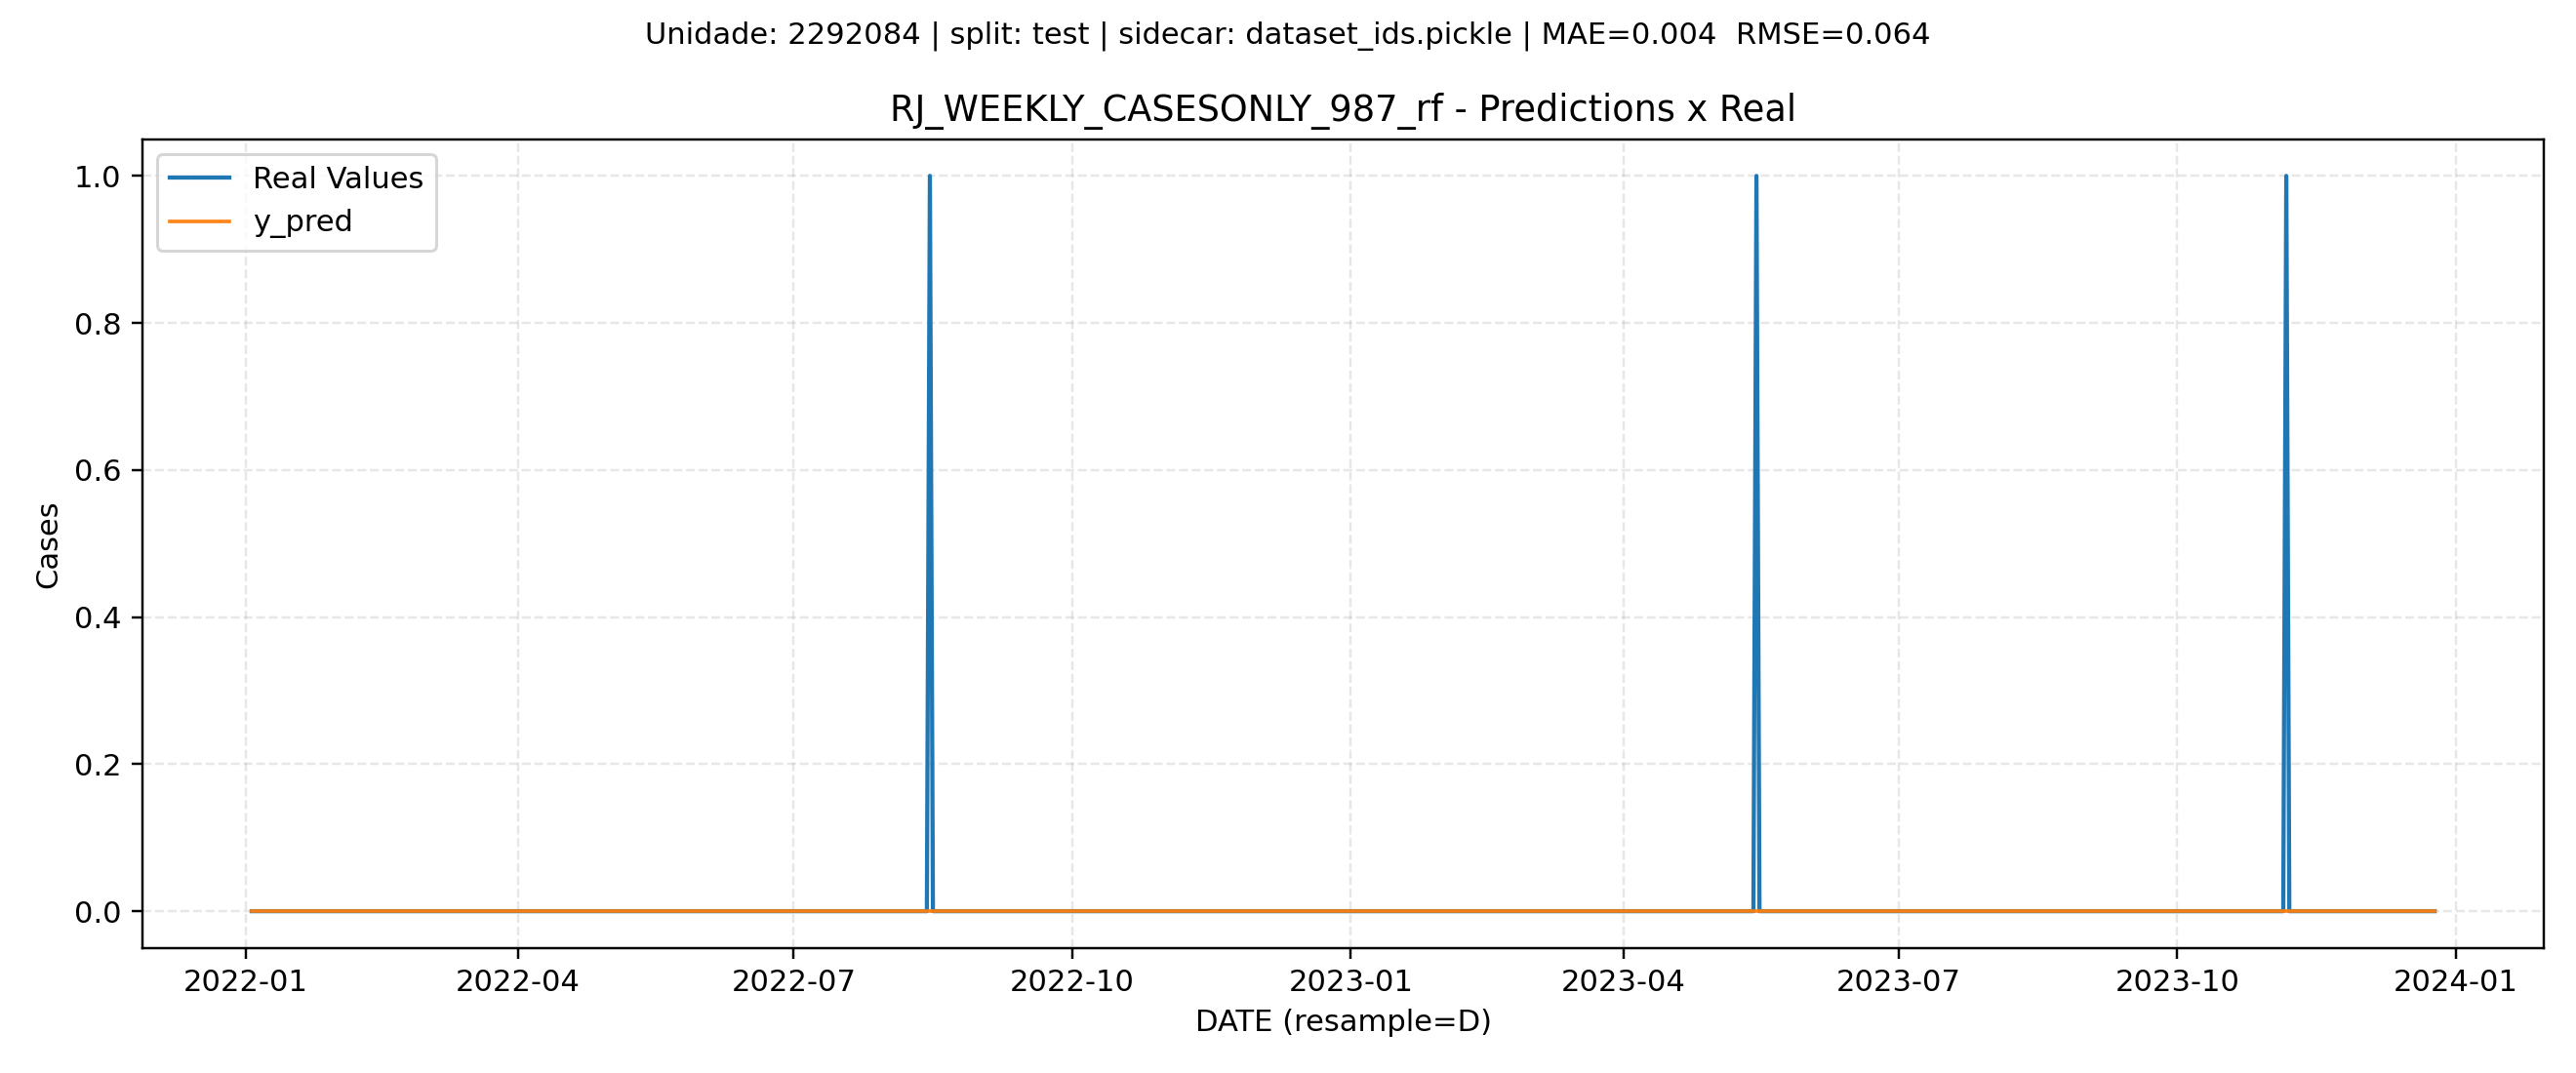 Unidade: 2292084 | split: test | sidecar: dataset_ids.pickle | MAE=0.004  RMSE=0.064
RJ_WEEKLY_CASESONLY_987_rf - Predictions x Real
Real Values
y_pred
1.0
0.8
0.6
0.4
0.2
0.0
Cases
2022-01 2022-04 2022-07 2022-10 2023-01 2023-04 2023-07 2023-10 2024-01
DATE (resample=D)